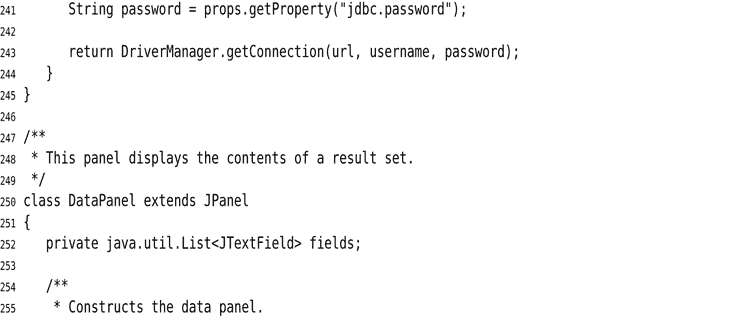 241       String password = props.getProperty("jdbc.password");
242
243       return DriverManager.getConnection(url, username, password);
244    }
245 }
246
247 /**
248  * This panel displays the contents of a result set.
249  */
250 class DataPanel extends JPanel
251 {
252    private java.util.List<JTextField> fields;
253
254    /**
255     * Constructs the data panel.